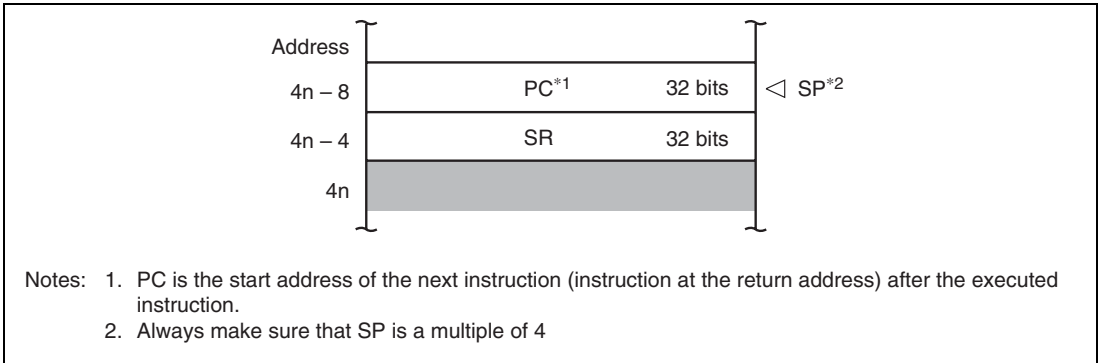 Address
4n – 8 PC*1 32 bits ◁ SP*2
4n – 4 SR 32 bits
4n
Notes: 1. PC is the start address of the next instruction (instruction at the return address) after the executed
instruction.
2. Always make sure that SP is a multiple of 4